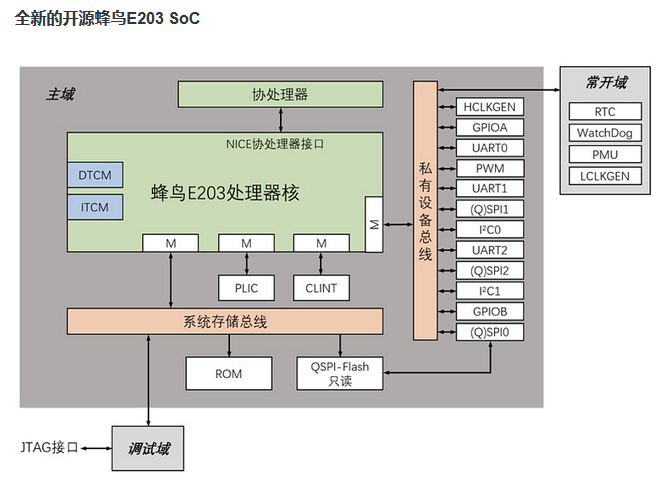 全新的开源蜂鸟E203 SoC
主域
协处理器
NICE协处理器接口
DTCM
ITCM
蜂鸟E203处理器核
M
M
M
M
PLIC
CLINT
系统存储总线
ROM
QSPI-Flash
只读
私有设备总线
HCLKGEN
GPIOA
UART0
PWM
UART1
(Q)SPI1
I²C0
UART2
(Q)SPI2
I²C1
GPIOB
(Q)SPI0
常开域
RTC
WatchDog
PMU
LCLKGEN
JTAG接口
调试域